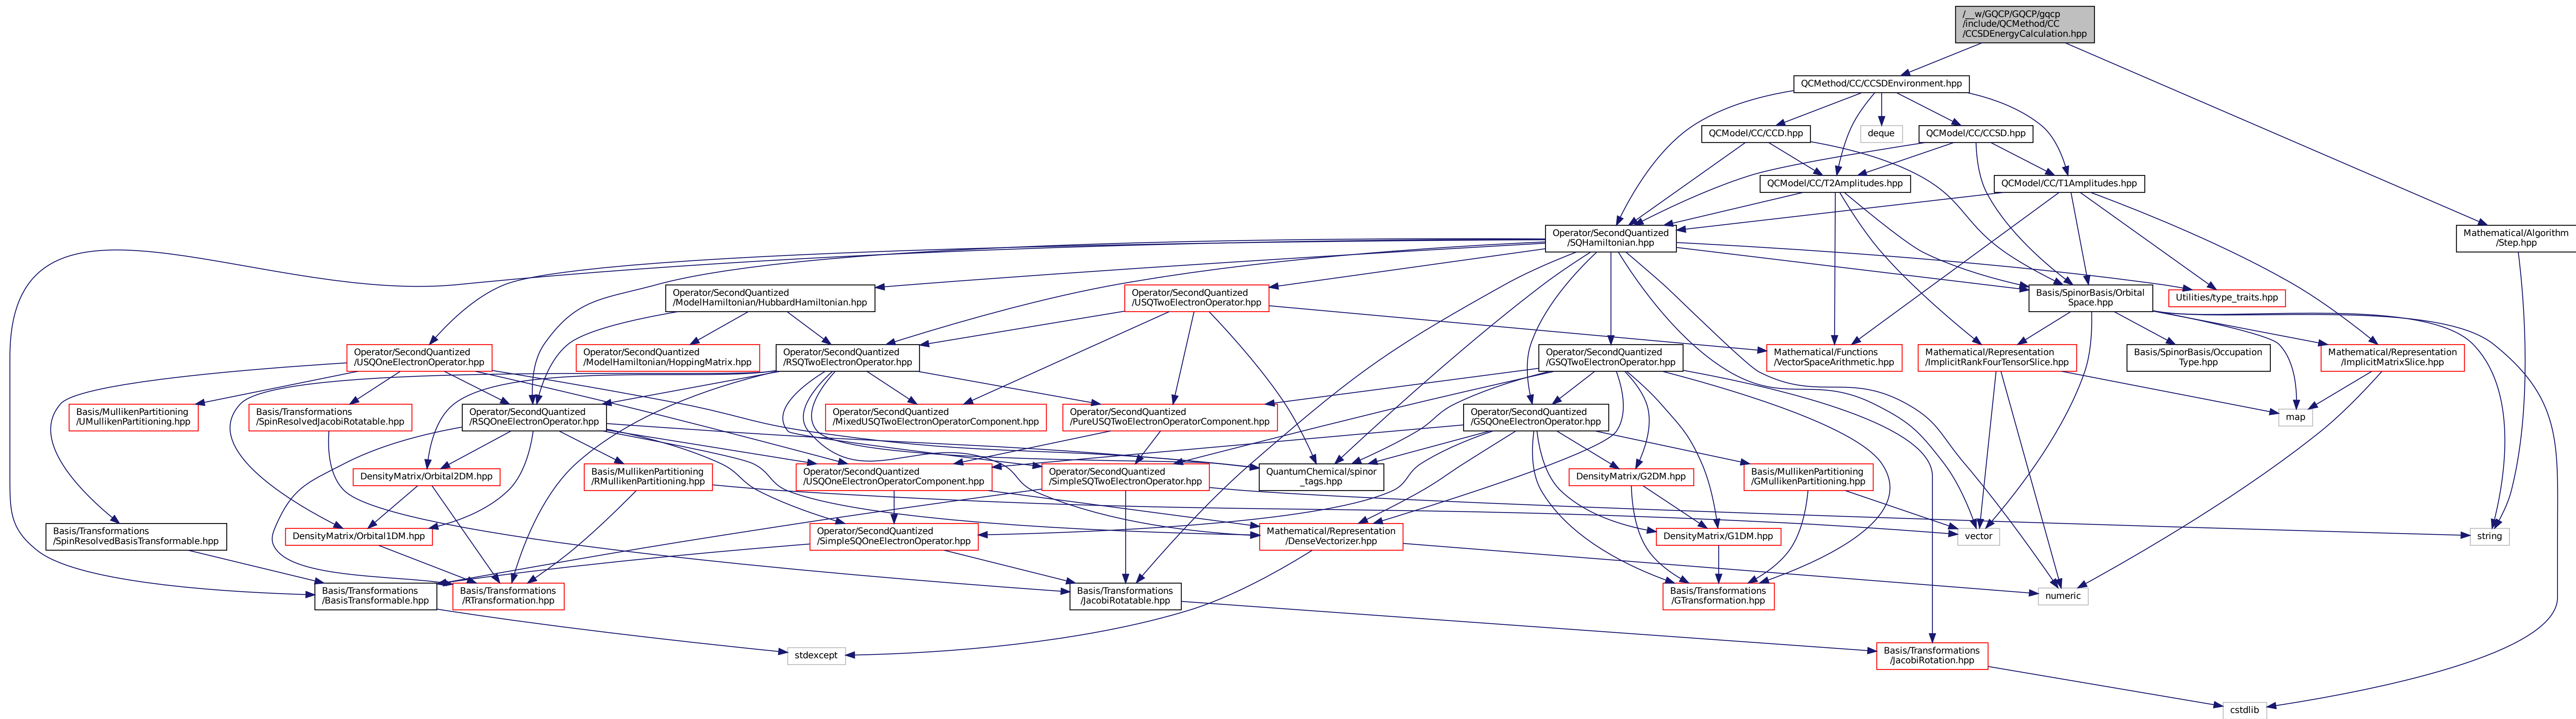 /__w/GQCP/GQCP/gqcp
/include/QCMethod/CC
/CCSDEnergyCalculation.hpp
QCMethod/CC/CCSDEnvironment.hpp
QCModel/CC/CCD.hpp
deque
QCModel/CC/CCSD.hpp
QCModel/CC/T2Amplitudes.hpp
QCModel/CC/T1Amplitudes.hpp
Operator/SecondQuantized
/SQHamiltonian.hpp
Mathematical/Algorithm
/Step.hpp
Operator/SecondQuantized
/ModelHamiltonian/HubbardHamiltonian.hpp
Operator/SecondQuantized
/USQTwoElectronOperator.hpp
Basis/SpinorBasis/Orbital
Space.hpp
Utilities/type_traits.hpp
Operator/SecondQuantized
/USQOneElectronOperator.hpp
Operator/SecondQuantized
/ModelHamiltonian/HoppingMatrix.hpp
Operator/SecondQuantized
/RSQTwoElectronOperator.hpp
Operator/SecondQuantized
/GSQTwoElectronOperator.hpp
Mathematical/Functions
/VectorSpaceArithmetic.hpp
Mathematical/Representation
/ImplicitRankFourTensorSlice.hpp
Basis/SpinorBasis/Occupation
Type.hpp
Mathematical/Representation
/ImplicitMatrixSlice.hpp
Basis/MullikenPartitioning
/UMullikenPartitioning.hpp
Basis/Transformations
/SpinResolvedJacobiRotatable.hpp
Operator/SecondQuantized
/RSQOneElectronOperator.hpp
Operator/SecondQuantized
/MixedUSQTwoElectronOperatorComponent.hpp
Operator/SecondQuantized
/PureUSQTwoElectronOperatorComponent.hpp
Operator/SecondQuantized
/GSQOneElectronOperator.hpp
map
DensityMatrix/Orbital2DM.hpp
Basis/MullikenPartitioning
/RMullikenPartitioning.hpp
Operator/SecondQuantized
/USQOneElectronOperatorComponent.hpp
Operator/SecondQuantized
/SimpleSQTwoElectronOperator.hpp
QuantumChemical/spinor
_tags.hpp
DensityMatrix/G2DM.hpp
Basis/MullikenPartitioning
/GMullikenPartitioning.hpp
Basis/Transformations
/SpinResolvedBasisTransformable.hpp
DensityMatrix/Orbital1DM.hpp
Operator/SecondQuantized
/SimpleSQOneElectronOperator.hpp
Mathematical/Representation
/DenseVectorizer.hpp
DensityMatrix/G1DM.hpp
vector
string
Basis/Transformations
/BasisTransformable.hpp
Basis/Transformations
/RTransformation.hpp
Basis/Transformations
/JacobiRotatable.hpp
Basis/Transformations
/GTransformation.hpp
numeric
stdexcept
Basis/Transformations
/JacobiRotation.hpp
cstdlib